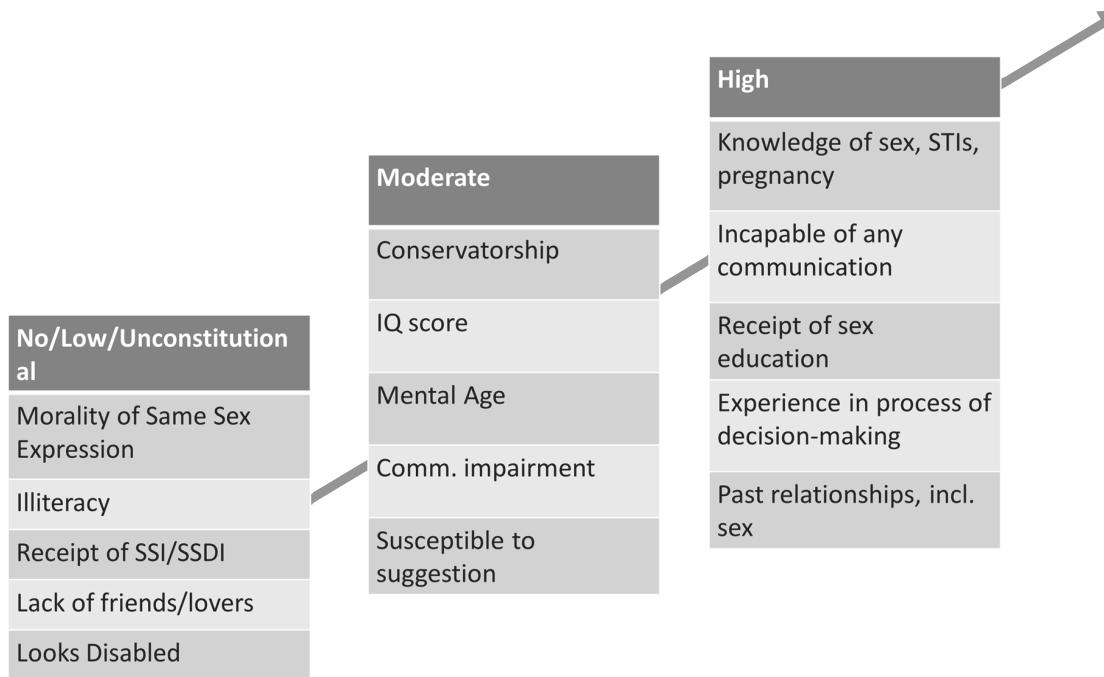 No/Low/Unconstitution
al
Morality of Same Sex
Expression
Illiteracy
Receipt of SSI/SSDI
Lack of friends/lovers
Looks Disabled
Moderate
Conservatorship
IQ score
Mental Age
Comm. impairment
Susceptible to
suggestion
High
Knowledge of sex, STIs,
pregnancy
Incapable of any
communication
Receipt of sex
education
Experience in process of
decision-making
Past relationships, incl.
sex